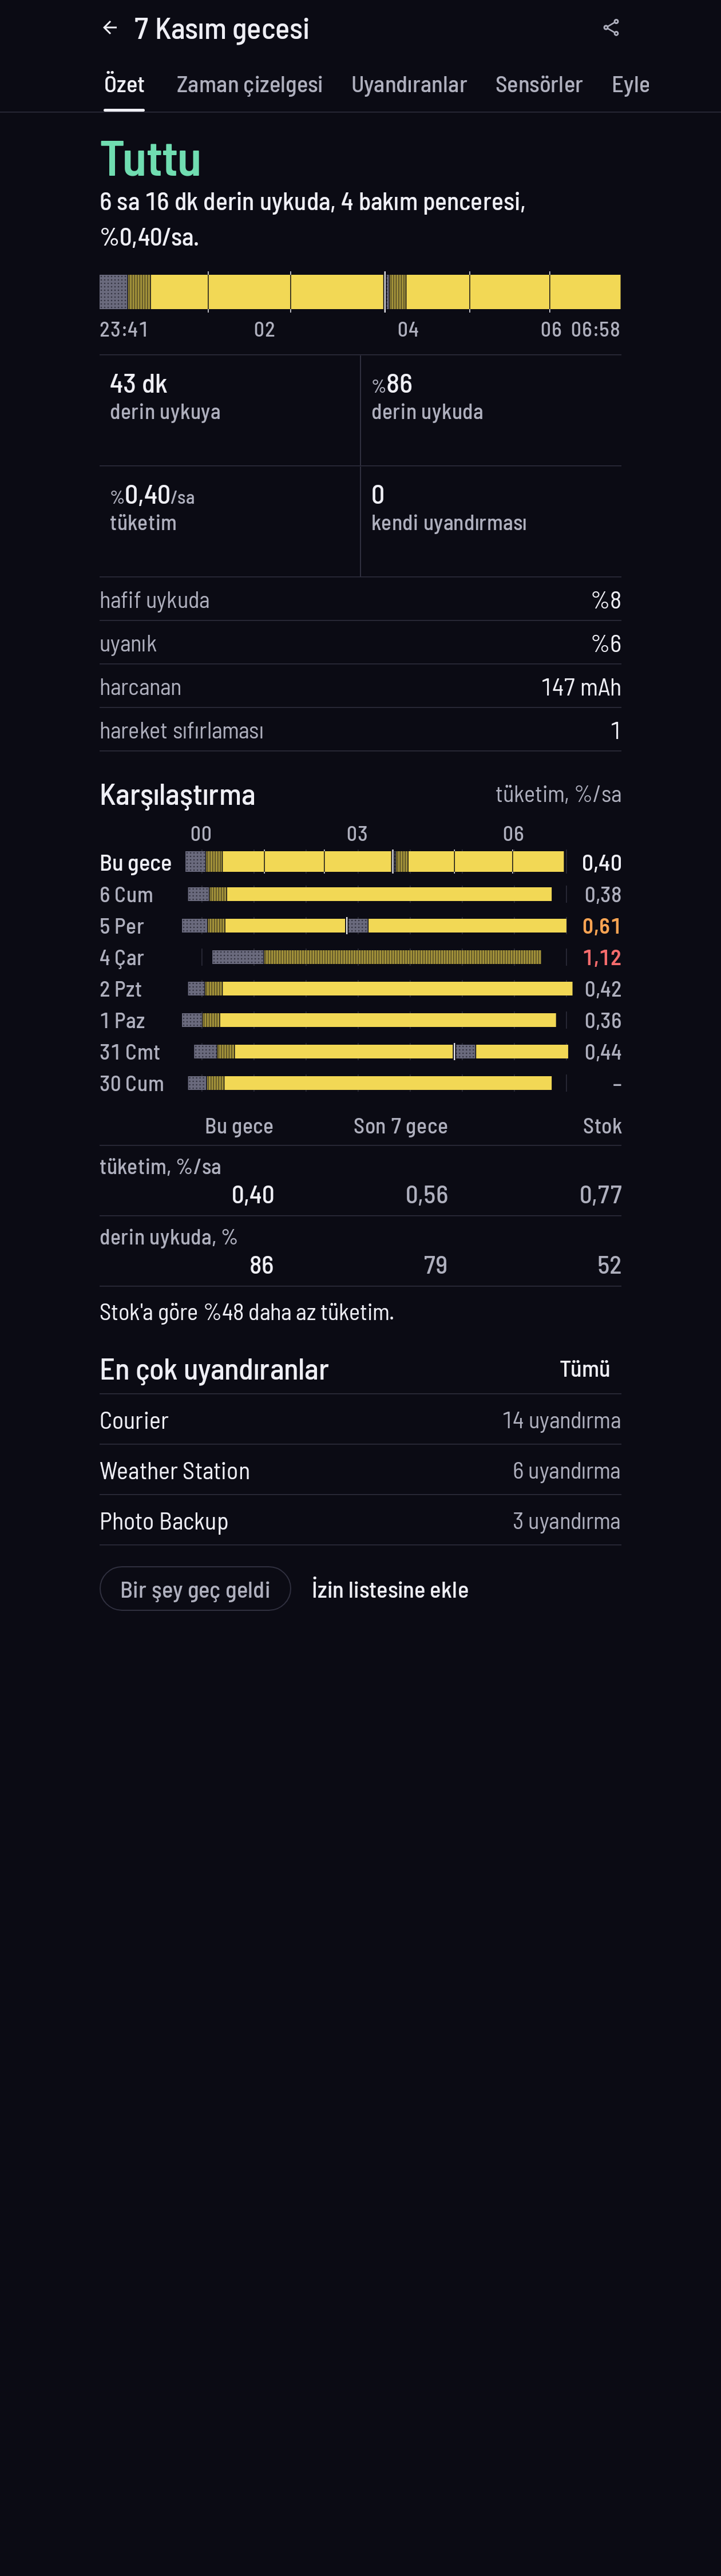 7 Kasım gecesi
Özet Zaman çizelgesi Uyandıranlar Sensörler Eyle
Tuttu
6 sa 16 dk derin uykuda, 4 bakım penceresi,
%0,40/sa.
23:41 02 04 06 06:58
43 dk %86
derin uykuya derin uykuda
%0,40/sa 0
tüketim kendi uyandırması
hafif uykuda %8
uyanık %6
harcanan 147 mAh
hareket sıfırlaması 1
Karşılaştırma tüketim, %/sa
00 03 06
Bu gece 0,40
6 Cum 0,38
5 Per 0,61
4 Çar 1,12
2 Pzt 0,42
1 Paz 0,36
31 Cmt 0,44
30 Cum –
Bu gece Son 7 gece Stok
tüketim, %/sa
0,40 0,56 0,77
derin uykuda, %
86 79 52
Stok'a göre %48 daha az tüketim.
En çok uyandıranlar Tümü
Courier 14 uyandırma
Weather Station 6 uyandırma
Photo Backup 3 uyandırma
Bir şey geç geldi İzin listesine ekle